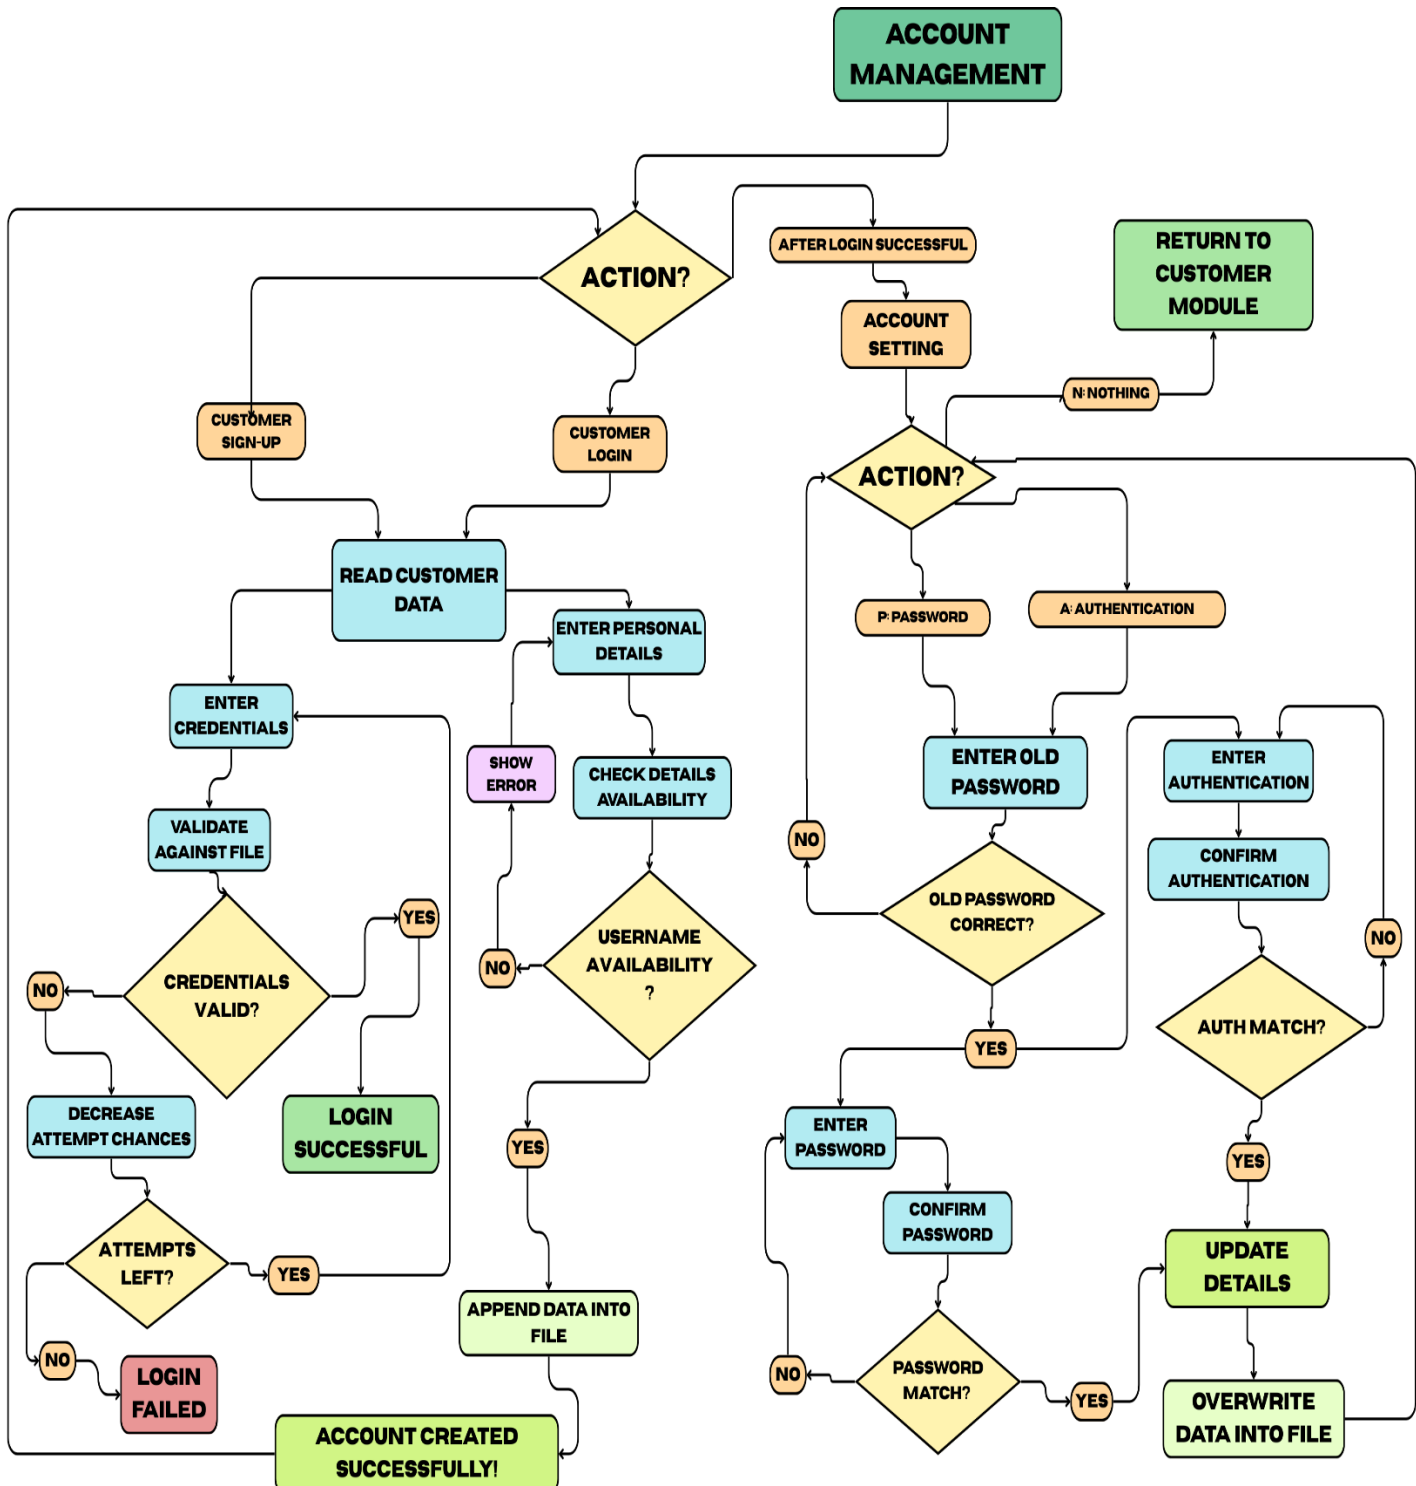 ACCOUNT
MANAGEMENT
ACTION?
AFTER LOGIN SUCCESSFUL
RETURN TO
CUSTOMER
MODULE
ACCOUNT
SETTING
N: NOTHING
CUSTOMER
SIGN-UP
CUSTOMER
LOGIN
ACTION?
READ CUSTOMER
DATA
P: PASSWORD
A: AUTHENTICATION
ENTER PERSONAL
DETAILS
ENTER
CREDENTIALS
SHOW
ERROR
CHECK DETAILS
AVAILABILITY
ENTER OLD
PASSWORD
ENTER
AUTHENTICATION
VALIDATE
AGAINST FILE
NO
CONFIRM
AUTHENTICATION
YES
OLD PASSWORD
CORRECT?
NO
USERNAME
AVAILABILITY
?
NO
CREDENTIALS
VALID?
NO
AUTH MATCH?
YES
DECREASE
ATTEMPT CHANCES
LOGIN
SUCCESSFUL
YES
ENTER
PASSWORD
YES
CONFIRM
PASSWORD
ATTEMPTS
LEFT?
YES
UPDATE
DETAILS
APPEND DATA INTO
FILE
NO
LOGIN
FAILED
NO
PASSWORD
MATCH?
YES
OVERWRITE
DATA INTO FILE
ACCOUNT CREATED
SUCCESSFULLY!